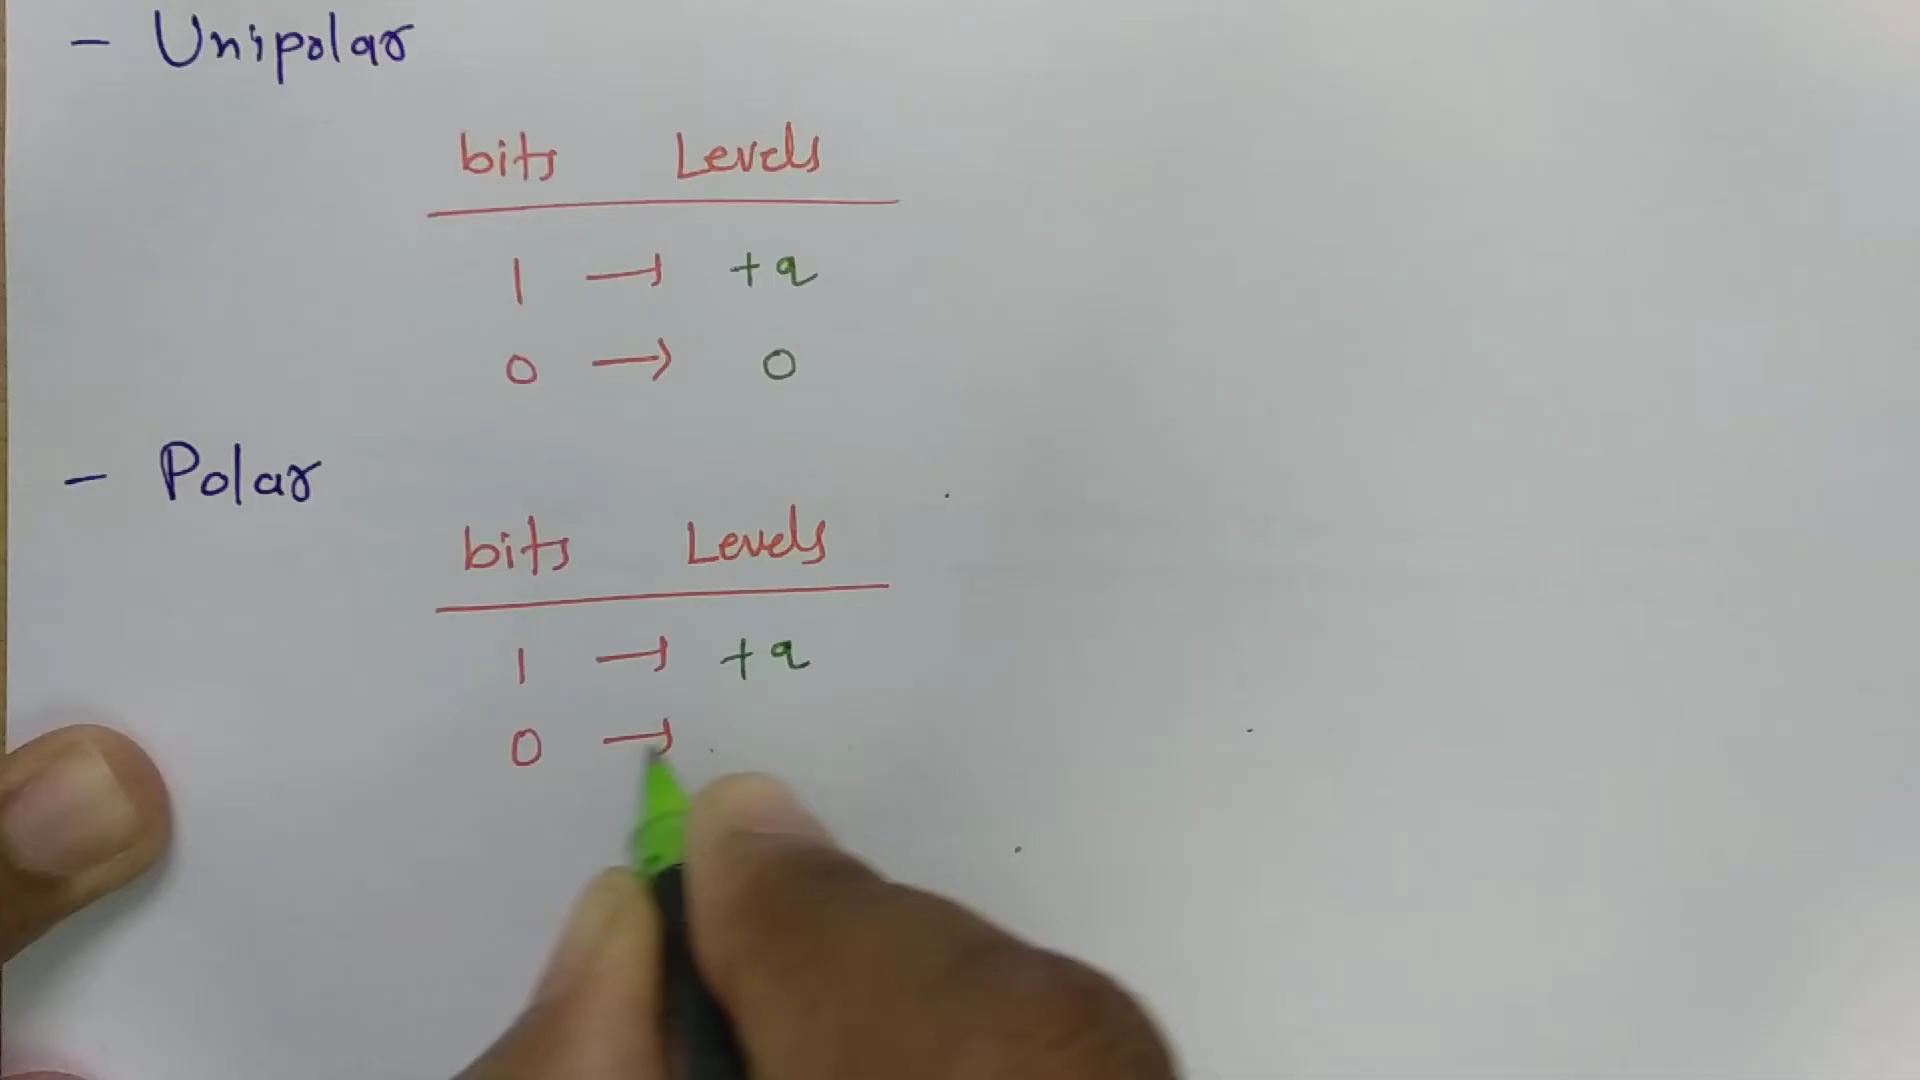 - Unipolar
bits Levels
1 → +a
0 → 0
- Polar
bits Levels
1 → +a
0 →